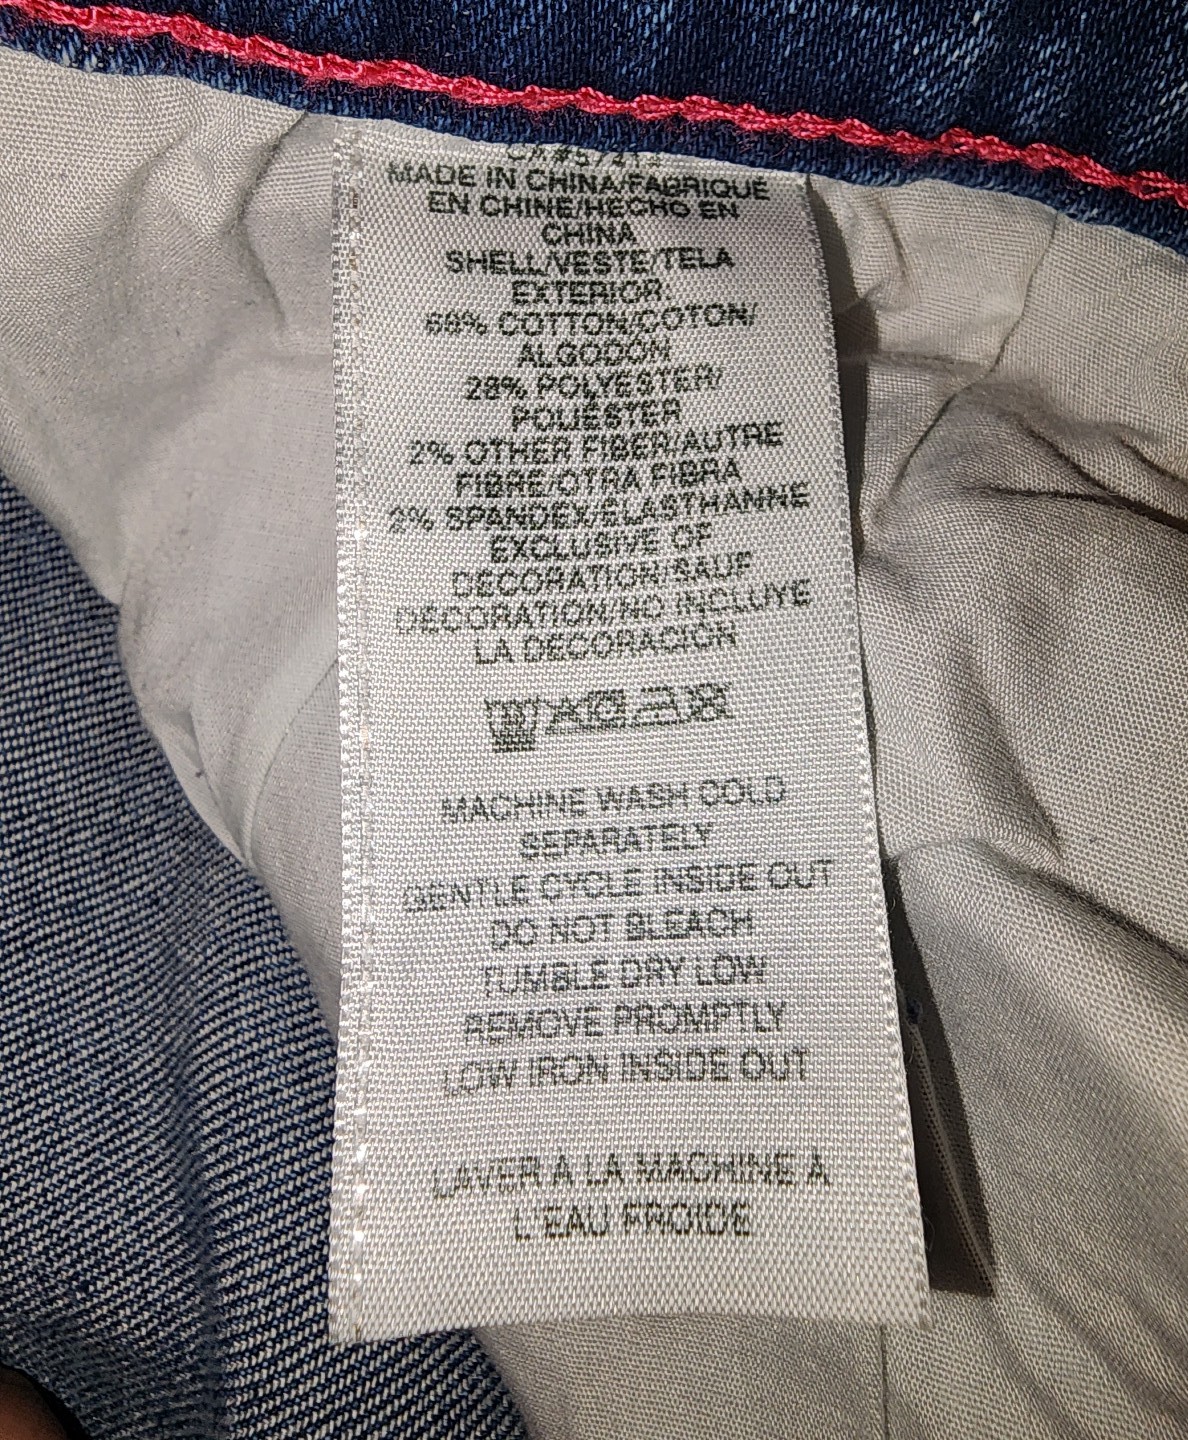 MADE IN CHINA/FABRIQUE
EN CHINE/HECHO EN
CHINA
SHELL/VESTE/TELA
EXTERIOR:
68% COTTON/COTON/
ALGODÓN
28% POLYESTER/
POLIÉSTER
2% OTHER FIBER/AUTRE
FIBRE/OTRA FIBRA
2% SPANDEX/ELASTHANNE
EXCLUSIVE OF
DECORATION/SAUF
DÉCORATION/NO INCLUYE
LA DECORACIÓN
MACHINE WASH COLD
SEPARATELY
GENTLE CYCLE INSIDE OUT
DO NOT BLEACH
TUMBLE DRY LOW
REMOVE PROMPTLY
LOW IRON INSIDE OUT
LAVER A LA MACHINE A
L'EAU FROIDE